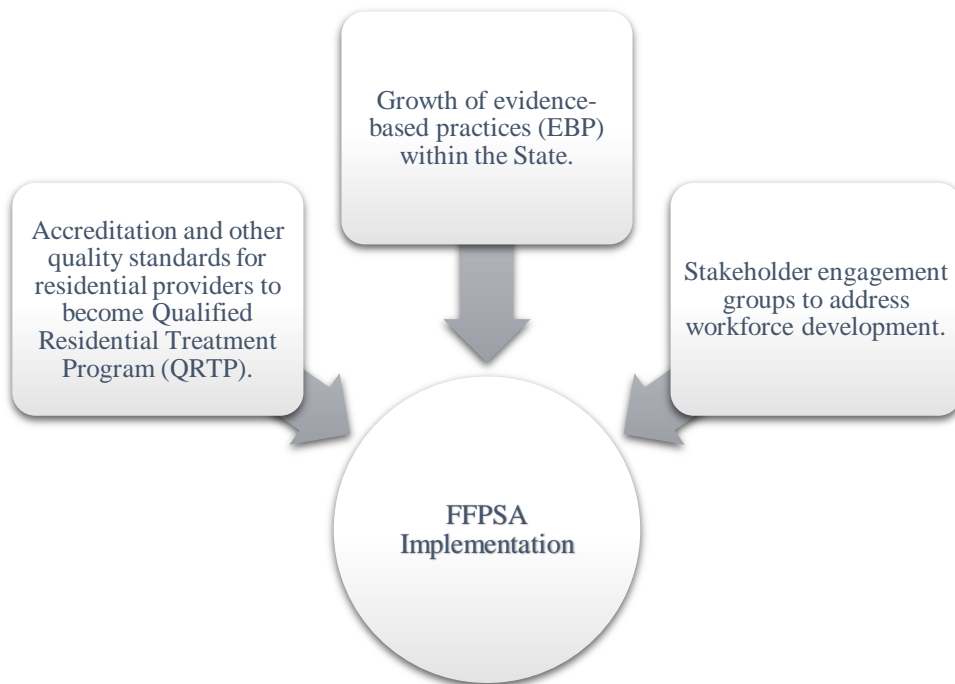 Growth of evidence-
based practices (EBP)
within the State.
Accreditation and other
quality standards for
residential providers to
become Qualified
Residential Treatment
Program (QRTP).
Stakeholder engagement
groups to address
workforce development.
FFPSA
Implementation